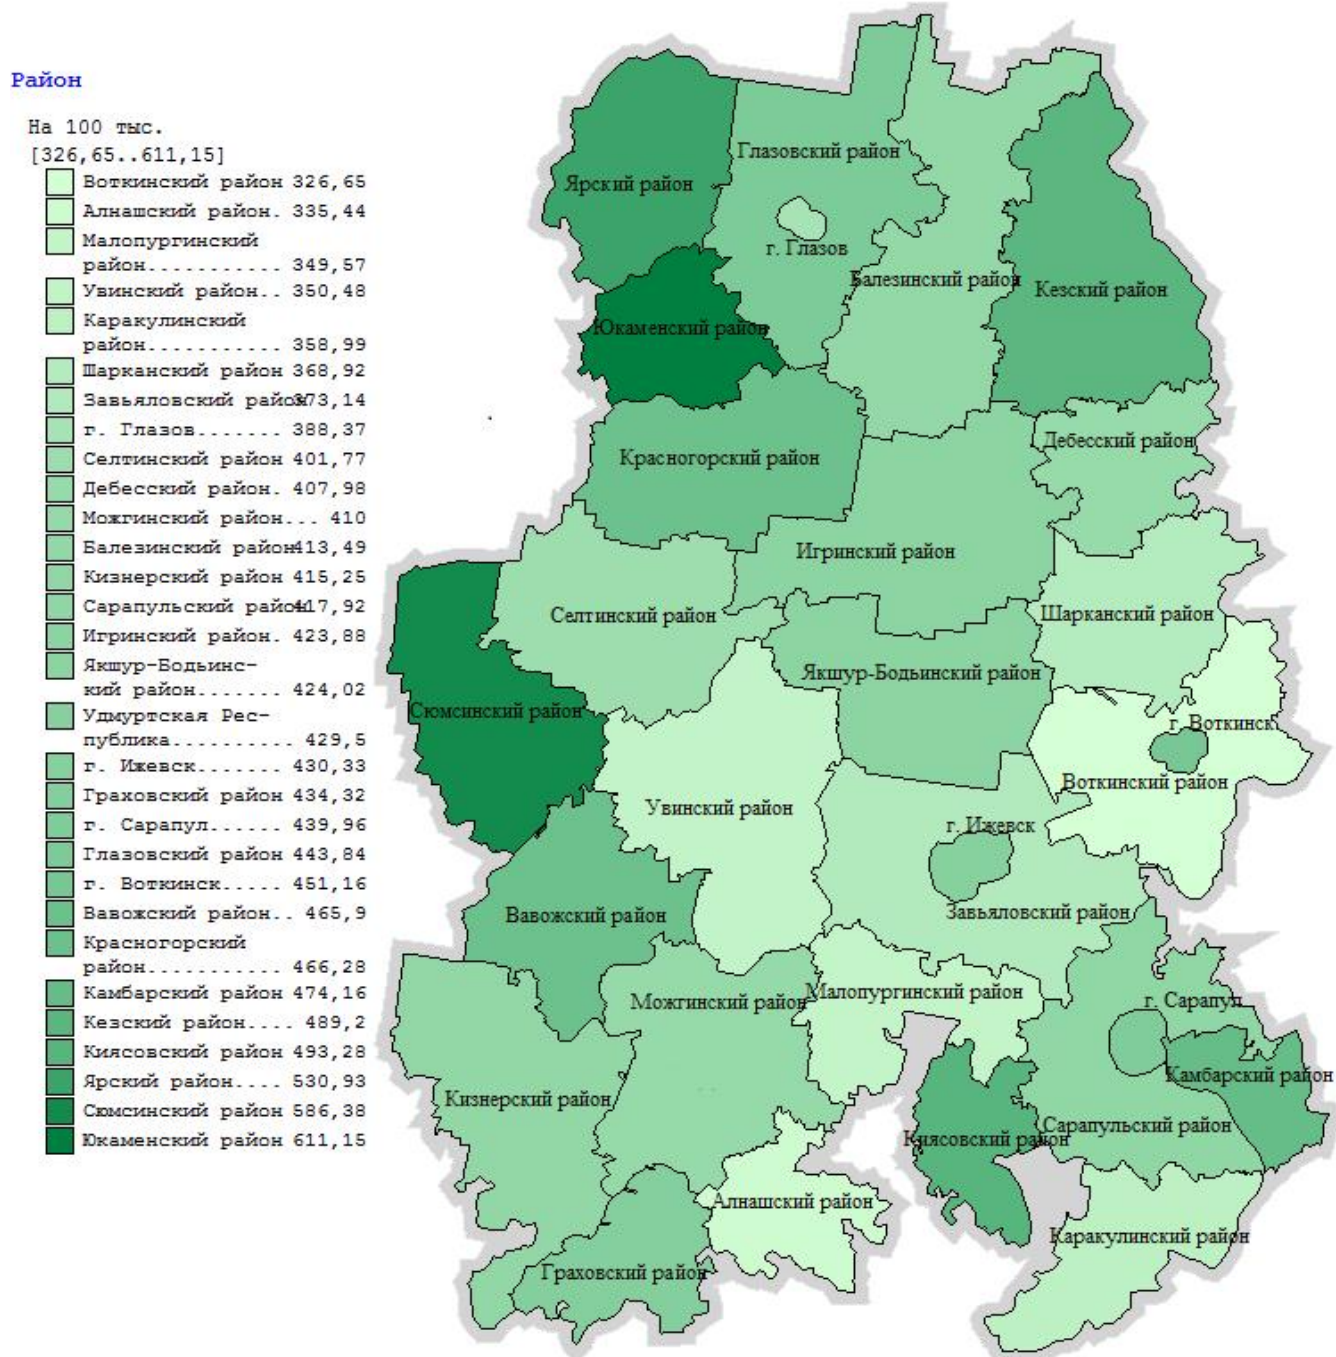 Район
На 100 тыс.
[326,65..611,15]
Воткинский район 326,65
Алнашский район. 335,44
Малопургинский
район........... 349,57
Увинский район.. 350,48
Каракулинский
район........... 358,99
Шарканский район 368,92
Завьяловский район 373,14
г. Глазов....... 388,37
Селтинский район 401,77
Дебесский район. 407,98
Можгинский район... 410
Балезинский район 413,49
Кизнерский район 415,25
Сарапульский район 417,92
Игринский район. 423,88
Якшур-Бодьинс-
кий район....... 424,02
Удмуртская Рес-
публика.......... 429,5
г. Ижевск....... 430,33
Граховский район 434,32
г. Сарапул...... 439,96
Глазовский район 443,84
г. Воткинск..... 451,16
Вавожский район.. 465,9
Красногорский
район........... 466,28
Камбарский район 474,16
Кезский район.... 489,2
Киясовский район 493,28
Ярский район.... 530,93
Сюмсинский район 586,38
Юкаменский район 611,15
Глазовский район
Ярский район
г. Глазов
Балезинский район
Кезский район
Юкаменский район
Дебесский район
Красногорский район
Игринский район
Селтинский район
Шарканский район
Якшур-Бодьинский район
Сюмсинский район
г. Воткинск
Воткинский район
Увинский район
г. Ижевск
Вавожский район
Завьяловский район
Можгинский район
Малопургинский район
г. Сарапул
Камбарский район
Кизнерский район
Сарапульский район
Киясовский район
Алнашский район
Каракулинский район
Граховский район